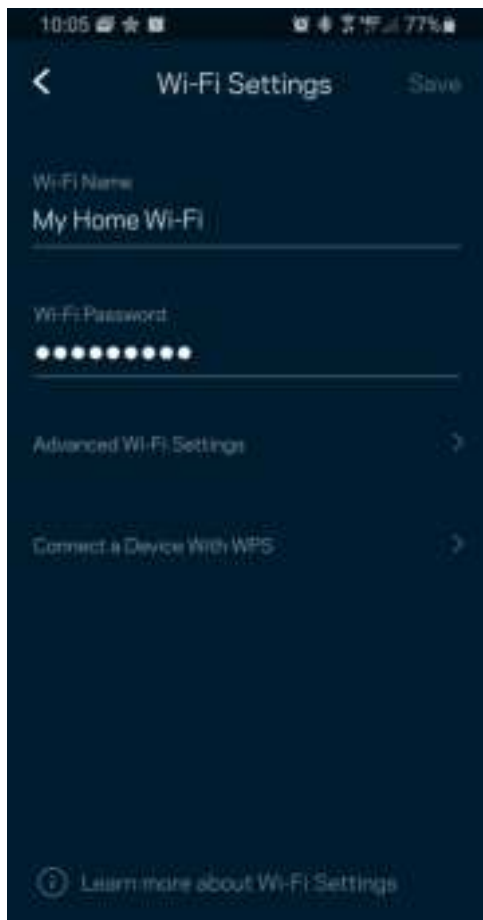 10:05 77%
Wi-Fi Settings Save
Wi-Fi Name
My Home Wi-Fi
Wi-Fi Password
●●●●●●●●●
Advanced Wi-Fi Settings
Connect a Device With WPS
Learn more about Wi-Fi Settings